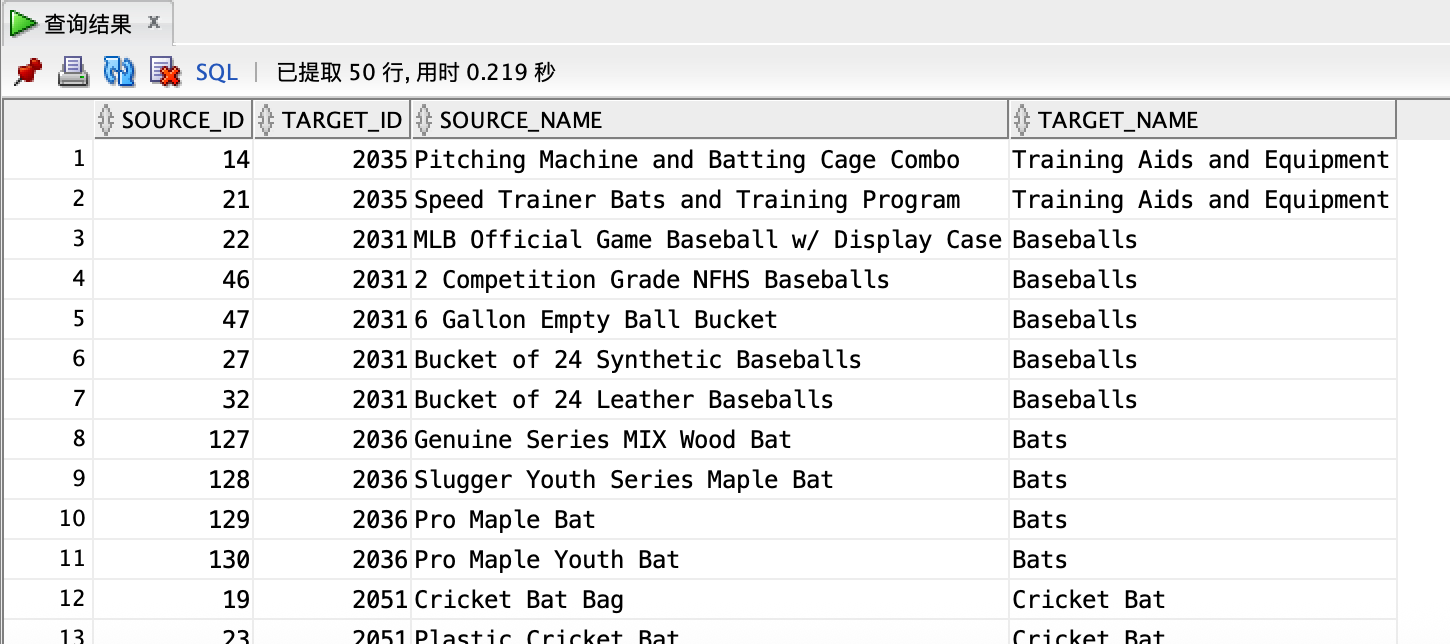 查询结果 x
SQL | 已提取 50 行, 用时 0.219 秒
SOURCE_ID TARGET_ID SOURCE_NAME TARGET_NAME
1 14 2035 Pitching Machine and Batting Cage Combo Training Aids and Equipment
2 21 2035 Speed Trainer Bats and Training Program Training Aids and Equipment
3 22 2031 MLB Official Game Baseball w/ Display Case Baseballs
4 46 2031 2 Competition Grade NFHS Baseballs Baseballs
5 47 2031 6 Gallon Empty Ball Bucket Baseballs
6 27 2031 Bucket of 24 Synthetic Baseballs Baseballs
7 32 2031 Bucket of 24 Leather Baseballs Baseballs
8 127 2036 Genuine Series MIX Wood Bat Bats
9 128 2036 Slugger Youth Series Maple Bat Bats
10 129 2036 Pro Maple Bat Bats
11 130 2036 Pro Maple Youth Bat Bats
12 19 2051 Cricket Bat Bag Cricket Bat
13 23 2051 Plastic Cricket Bat Cricket Bat